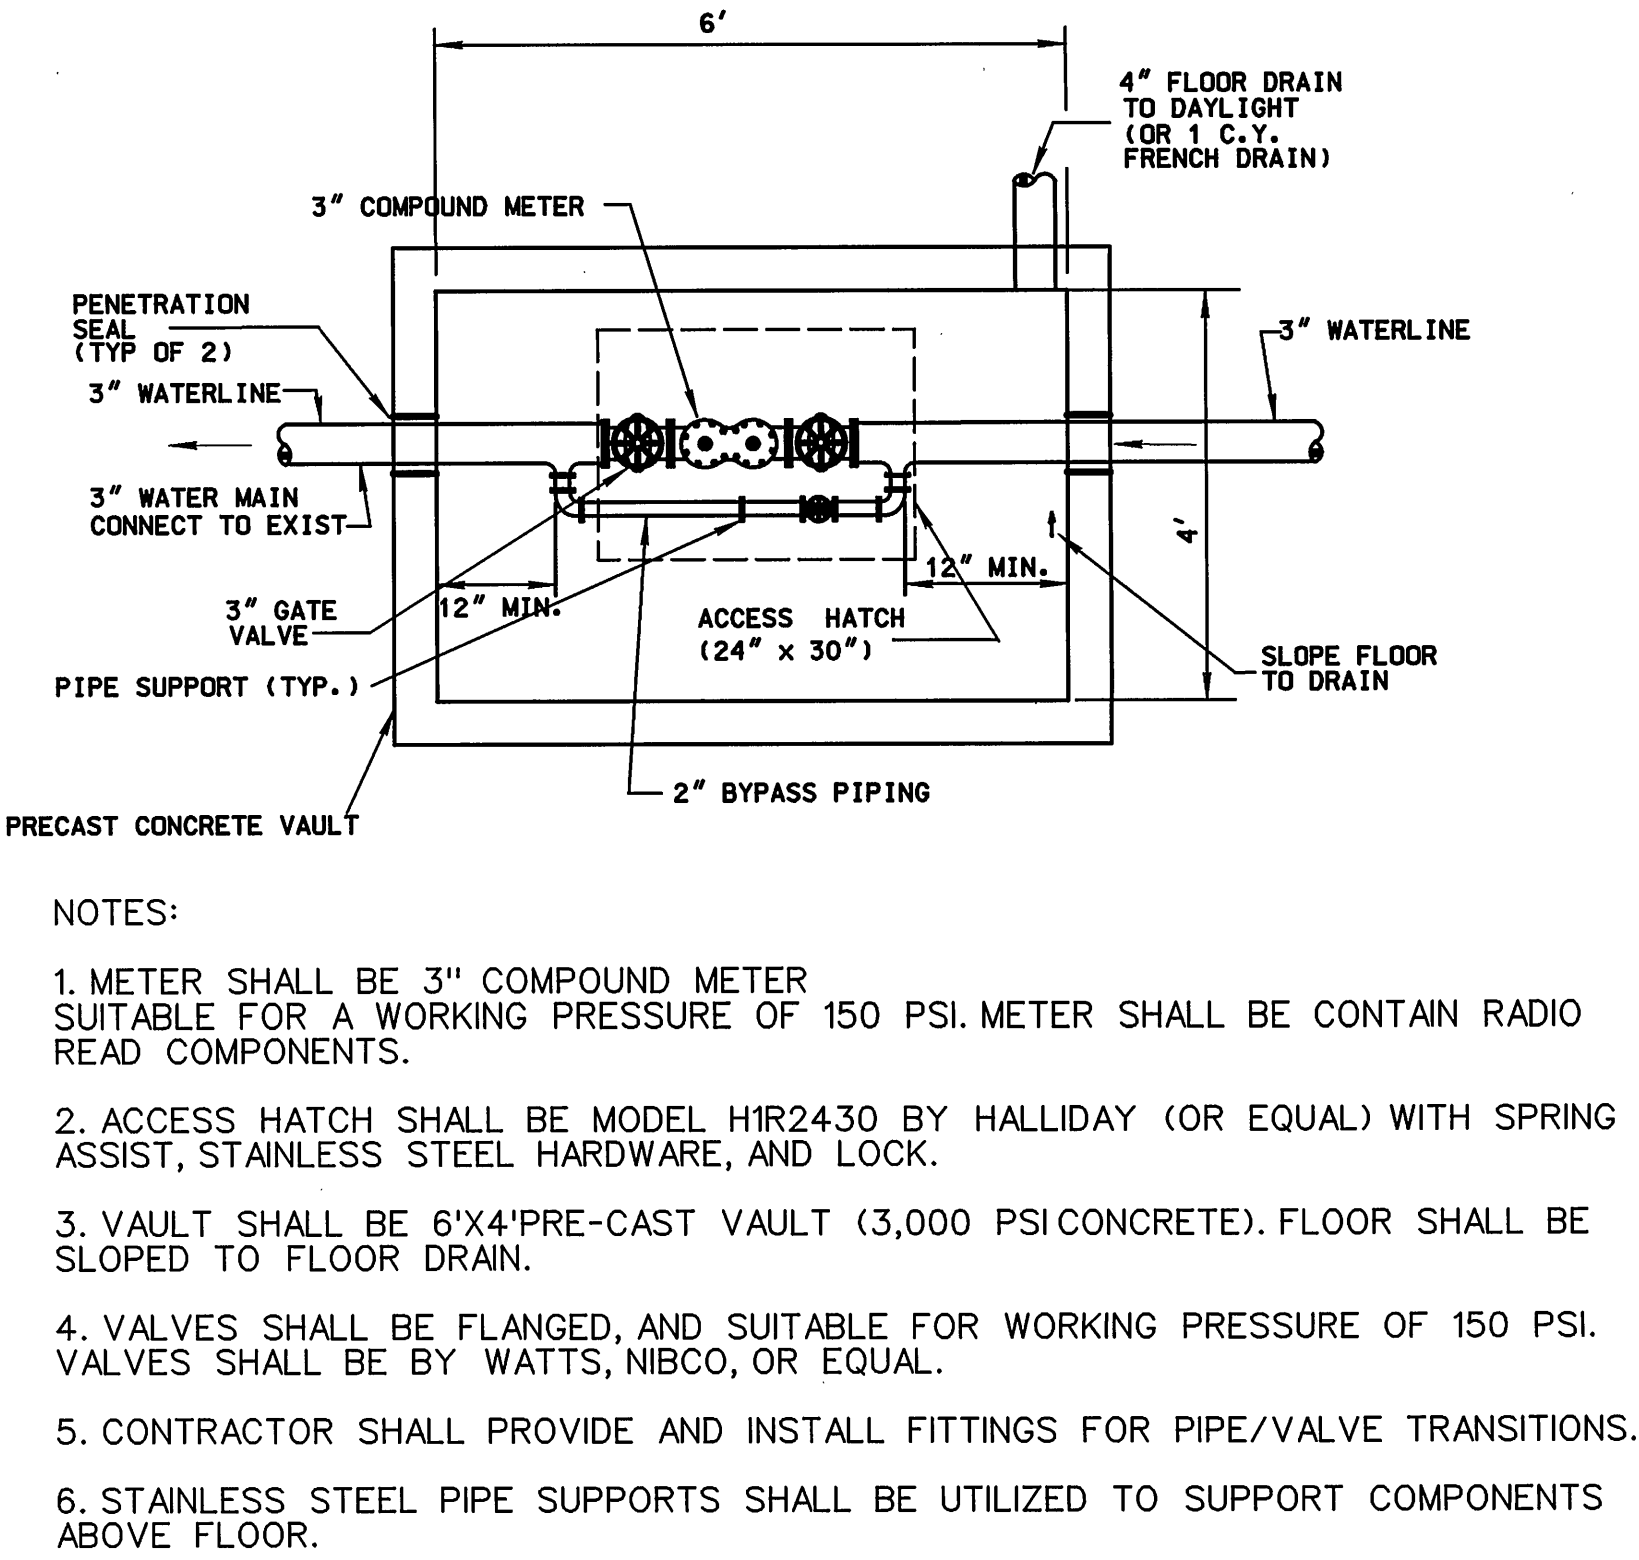 6'
4" FLOOR DRAIN
TO DAYLIGHT
(OR 1 C.Y.
FRENCH DRAIN)
3" COMPOUND METER
PENETRATION
SEAL
(TYP OF 2)
3" WATERLINE
3" WATERLINE
3" WATER MAIN
CONNECT TO EXIST
4'
12" MIN.
12" MIN.
3" GATE
VALVE
ACCESS HATCH
(24" x 30")
SLOPE FLOOR
TO DRAIN
PIPE SUPPORT (TYP.)
2" BYPASS PIPING
PRECAST CONCRETE VAULT
NOTES:
1. METER SHALL BE 3" COMPOUND METER
SUITABLE FOR A WORKING PRESSURE OF 150 PSI. METER SHALL BE CONTAIN RADIO
READ COMPONENTS.
2. ACCESS HATCH SHALL BE MODEL H1R2430 BY HALLIDAY (OR EQUAL) WITH SPRING
ASSIST, STAINLESS STEEL HARDWARE, AND LOCK.
3. VAULT SHALL BE 6'X4'PRE-CAST VAULT (3,000 PSI CONCRETE). FLOOR SHALL BE
SLOPED TO FLOOR DRAIN.
4. VALVES SHALL BE FLANGED, AND SUITABLE FOR WORKING PRESSURE OF 150 PSI.
VALVES SHALL BE BY WATTS, NIBCO, OR EQUAL.
5. CONTRACTOR SHALL PROVIDE AND INSTALL FITTINGS FOR PIPE/VALVE TRANSITIONS.
6. STAINLESS STEEL PIPE SUPPORTS SHALL BE UTILIZED TO SUPPORT COMPONENTS
ABOVE FLOOR.